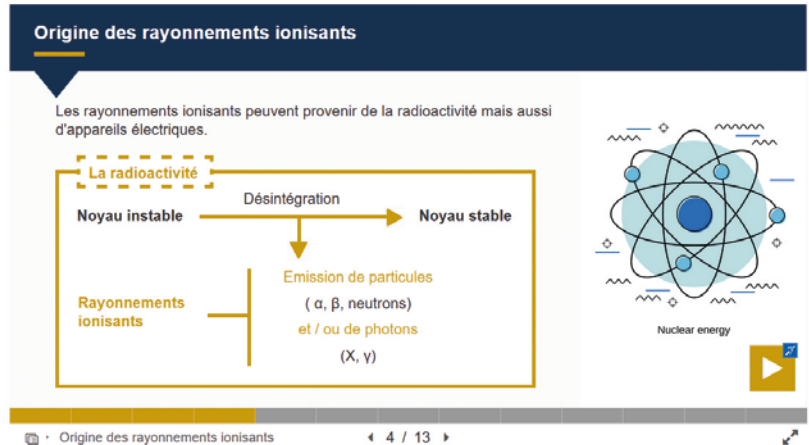 Origine des rayonnements ionisants
Les rayonnements ionisants peuvent provenir de la radioactivité mais aussi
d'appareils électriques.
La radioactivité
Désintégration
Noyau instable
Noyau stable
Emission de particules
( α, β, neutrons)
et / ou de photons
(X, γ)
Rayonnements
ionisants
Nuclear energy
Origine des rayonnements ionisants
4 / 13